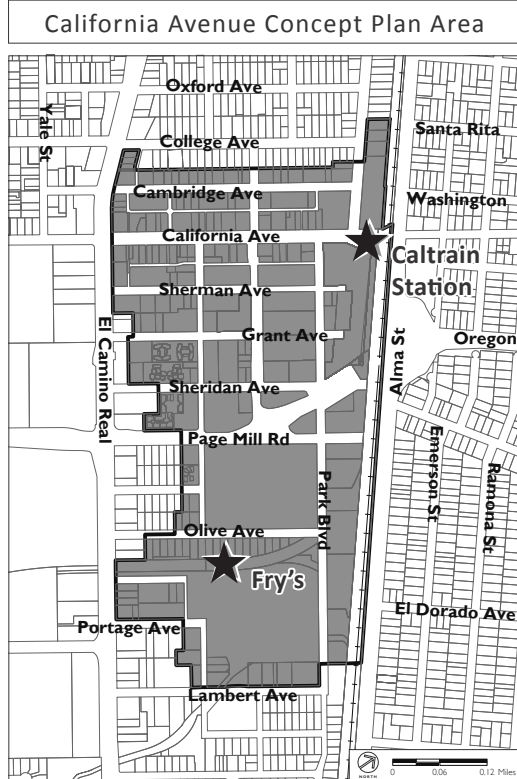 California Avenue Concept Plan Area
Oxford Ave
Yale St
College Ave
Santa Rita
Cambridge Ave
Washington
California Ave
Caltrain
Station
Sherman Ave
El Camino Real
Grant Ave
Alma St
Oregon
Sheridan Ave
Page Mill Rd
Emerson St
Ramona St
Park Blvd
Olive Ave
Fry's
El Dorado Ave
Portage Ave
Lambert Ave
NORTH
0 0.06 0.12 Miles